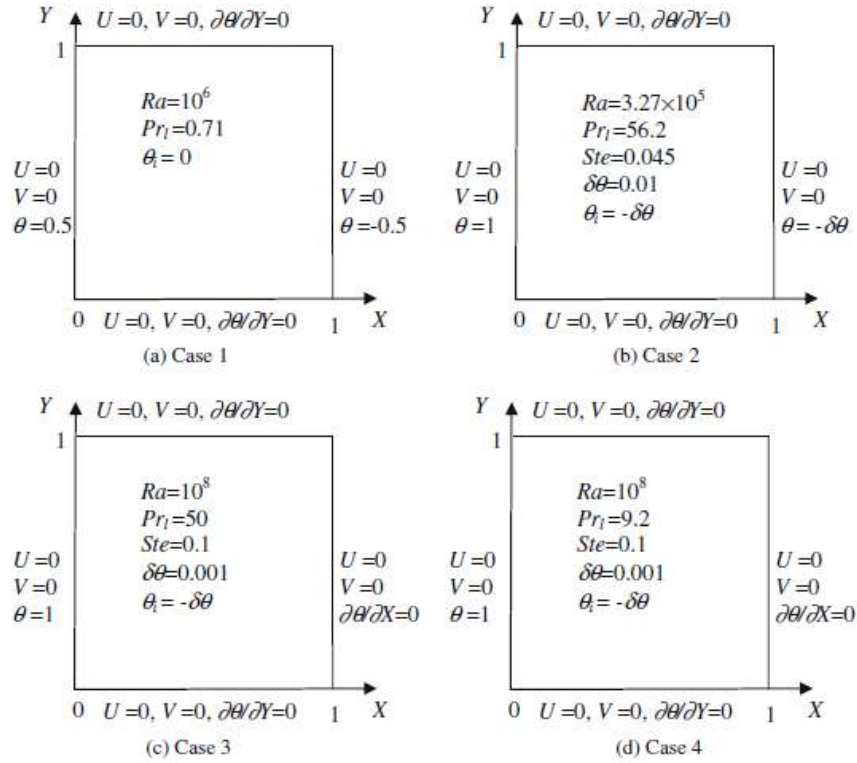 Y U =0, V =0, ∂θ/∂Y=0
1
Ra=10⁶
Prₗ=0.71
θᵢ = 0
U =0
V =0
θ =0.5
U =0
V =0
θ =-0.5
0 U =0, V =0, ∂θ/∂Y=0 1 X
(a) Case 1
Y U =0, V =0, ∂θ/∂Y=0
1
Ra=3.27×10⁵
Prₗ=56.2
Ste=0.045
δθ=0.01
θᵢ = -δθ
U =0
V =0
θ =1
U =0
V =0
θ = -δθ
0 U =0, V =0, ∂θ/∂Y=0 1 X
(b) Case 2
Y U =0, V =0, ∂θ/∂Y=0
1
Ra=10⁸
Prₗ=50
Ste=0.1
δθ=0.001
θᵢ = -δθ
U =0
V =0
θ =1
U =0
V =0
∂θ/∂X=0
0 U =0, V =0, ∂θ/∂Y=0 1 X
(c) Case 3
Y U =0, V =0, ∂θ/∂Y=0
1
Ra=10⁸
Prₗ=9.2
Ste=0.1
δθ=0.001
θᵢ = -δθ
U =0
V =0
θ =1
U =0
V =0
∂θ/∂X=0
0 U =0, V =0, ∂θ/∂Y=0 1 X
(d) Case 4